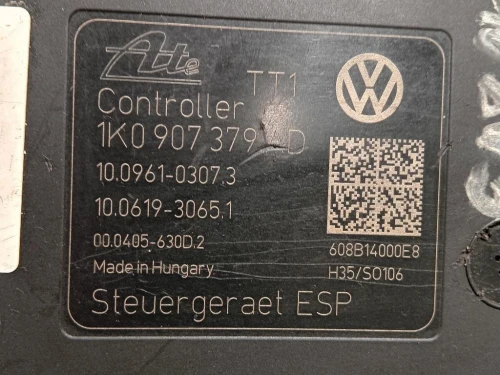 Ate TT1
Controller
1K0 907 379 D
10.0961-0307.3
10.0619-3065.1
00.0405-630D.2
Made in Hungary
608B14000E8
H35/SO106
Steuergeraet ESP